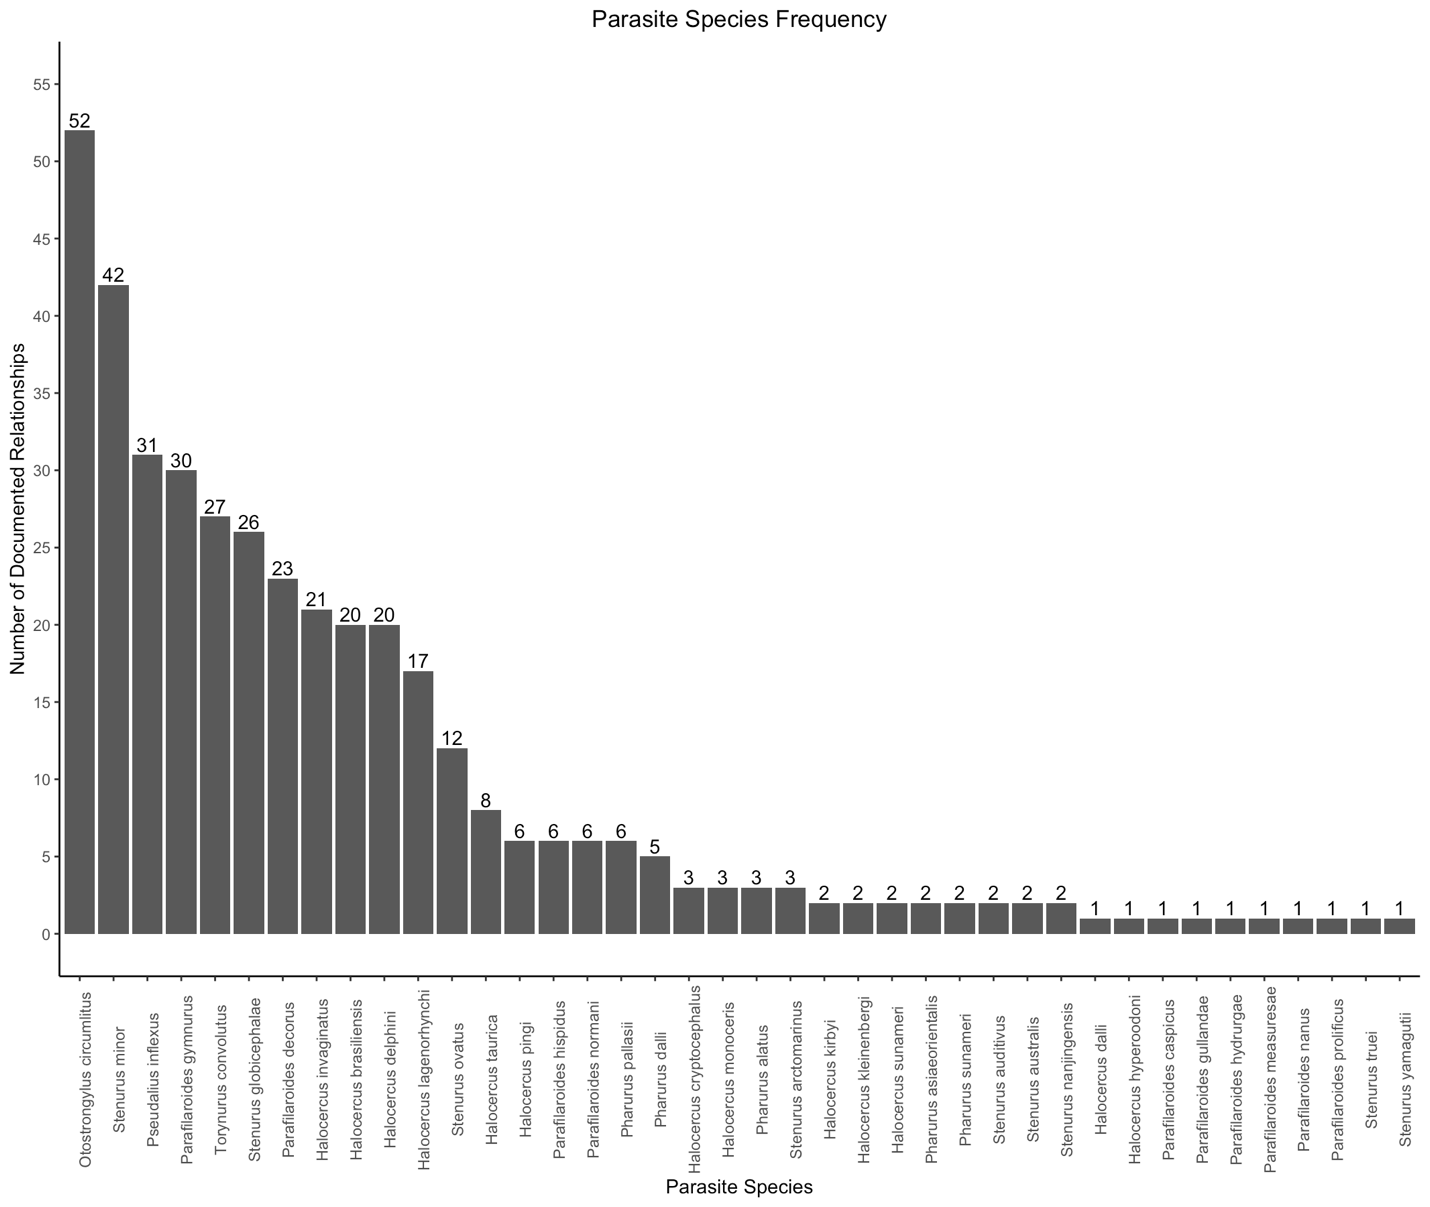 Parasite Species Frequency
Number of Documented Relationships
55
50
45
40
35
30
25
20
15
10
5
0
52
42
31
30
27
26
23
21
20
20
17
12
8
6
6
6
6
5
3
3
3
3
2
2
2
2
2
2
2
2
1
1
1
1
1
1
1
1
1
1
Otostrongylus circumlitus
Stenurus minor
Pseudalius inflexus
Parafilaroides gymnurus
Torynurus convolutus
Stenurus globicephalae
Parafilaroides decorus
Halocercus invaginatus
Halocercus brasiliensis
Halocercus delphini
Halocercus lagenorhynchi
Stenurus ovatus
Halocercus taurica
Halocercus pingi
Parafilaroides hispidus
Parafilaroides normani
Pharurus pallasii
Pharurus dalli
Halocercus cryptocephalus
Halocercus monoceris
Pharurus alatus
Stenurus arctomarinus
Halocercus kirbyi
Halocercus kleinenbergi
Halocercus sunameri
Pharurus asiaeorientalis
Pharurus sunameri
Stenurus auditivus
Stenurus australis
Stenurus nanjingensis
Halocercus dalli
Halocercus hyperoodoni
Parafilaroides caspicus
Parafilaroides gullandae
Parafilaroides hydrurgae
Parafilaroides measuresae
Parafilaroides nanus
Parafilaroides prolificus
Stenurus truei
Stenurus yamagutii
Parasite Species